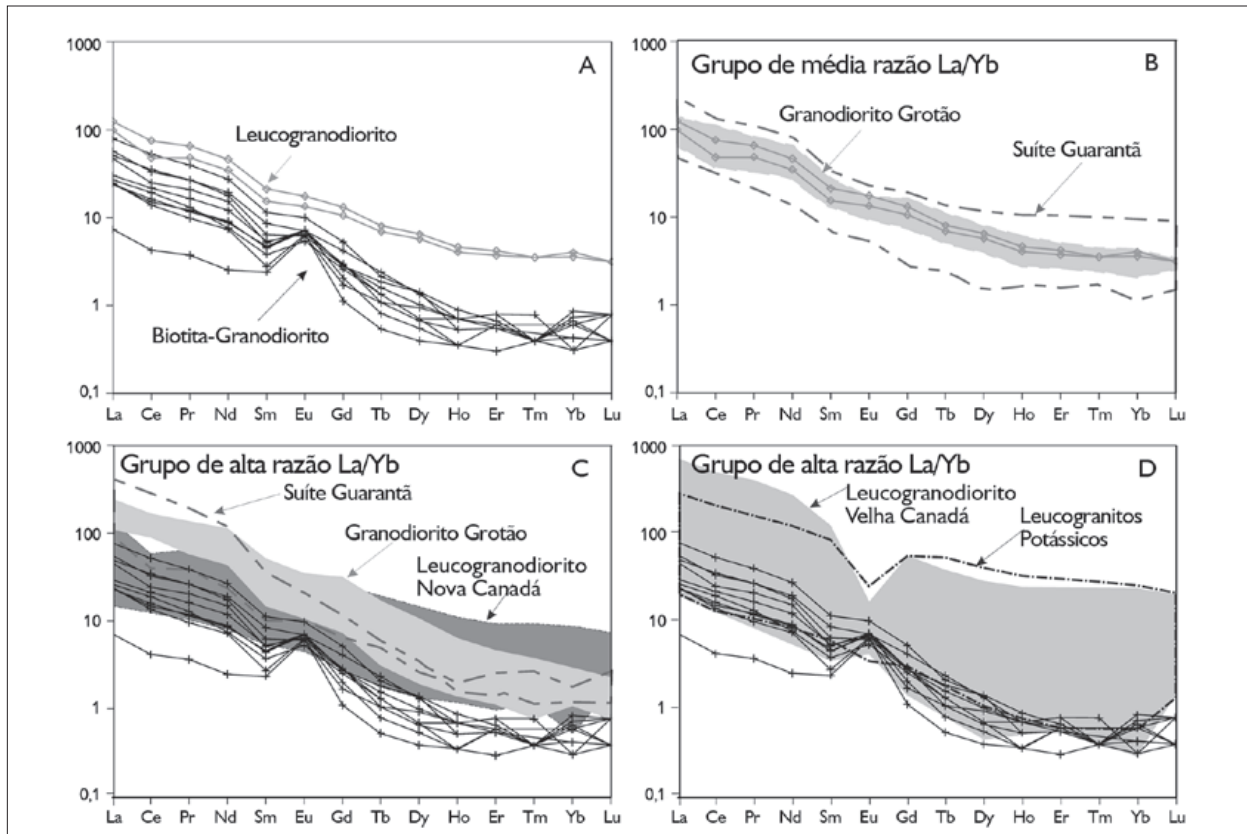 1000
A
100
Leucogranodiorito
10
1
Biotita-Granodiorito
0,1
La Ce Pr Nd Sm Eu Gd Tb Dy Ho Er Tm Yb Lu
1000
Grupo de média razão La/Yb
B
Granodiorito Grotão
100
Suíte Guarantã
10
1
0,1
La Ce Pr Nd Sm Eu Gd Tb Dy Ho Er Tm Yb Lu
1000
Grupo de alta razão La/Yb
C
Suíte Guarantã
100
Granodiorito Grotão
Leucogranodiorito
Nova Canadá
10
1
0,1
La Ce Pr Nd Sm Eu Gd Tb Dy Ho Er Tm Yb Lu
1000
Grupo de alta razão La/Yb
D
Leucogranodiorito
Velha Canadá
Leucogranitos
Potássicos
100
10
1
0,1
La Ce Pr Nd Sm Eu Gd Tb Dy Ho Er Tm Yb Lu